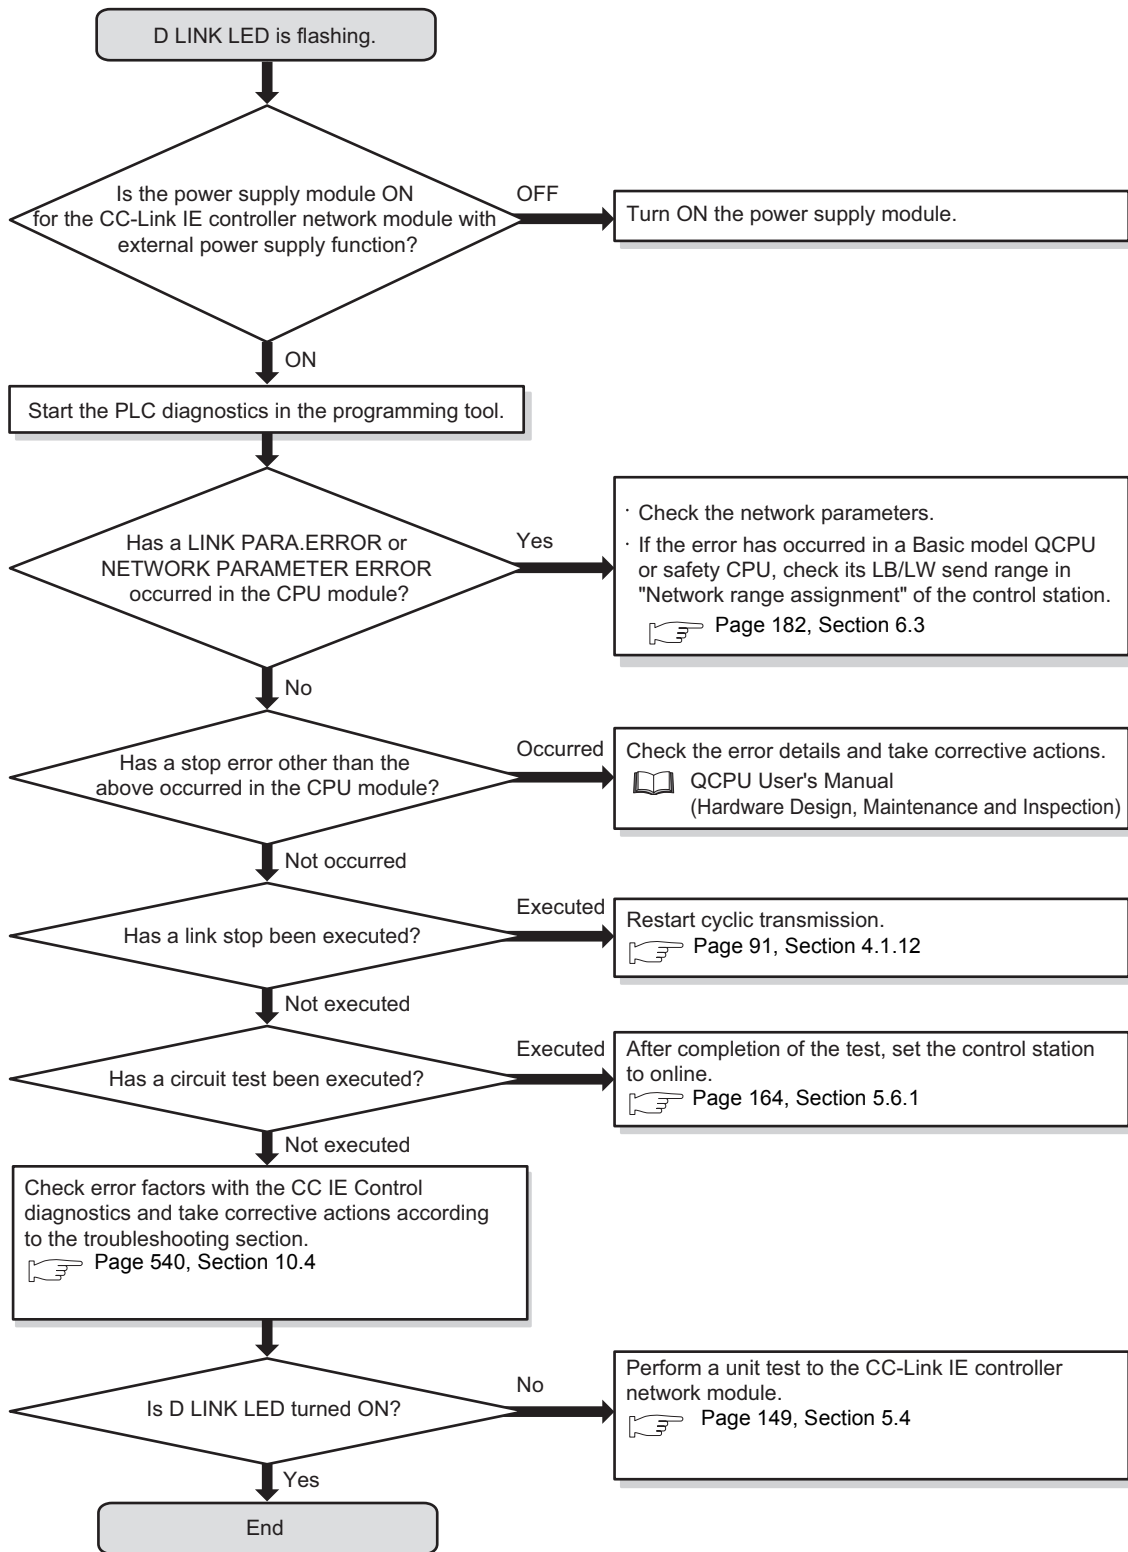 D LINK LED is flashing.
Is the power supply module ON
for the CC-Link IE controller network module with
external power supply function?
OFF
Turn ON the power supply module.
ON
Start the PLC diagnostics in the programming tool.
Has a LINK PARA.ERROR or
NETWORK PARAMETER ERROR
occurred in the CPU module?
Yes
· Check the network parameters.
· If the error has occurred in a Basic model QCPU
or safety CPU, check its LB/LW send range in
"Network range assignment" of the control station.
Page 182, Section 6.3
No
Has a stop error other than the
above occurred in the CPU module?
Occurred
Check the error details and take corrective actions.
QCPU User's Manual
(Hardware Design, Maintenance and Inspection)
Not occurred
Has a link stop been executed?
Executed
Restart cyclic transmission.
Page 91, Section 4.1.12
Not executed
Has a circuit test been executed?
Executed
After completion of the test, set the control station
to online.
Page 164, Section 5.6.1
Not executed
Check error factors with the CC IE Control
diagnostics and take corrective actions according
to the troubleshooting section.
Page 540, Section 10.4
Is D LINK LED turned ON?
No
Perform a unit test to the CC-Link IE controller
network module.
Page 149, Section 5.4
Yes
End